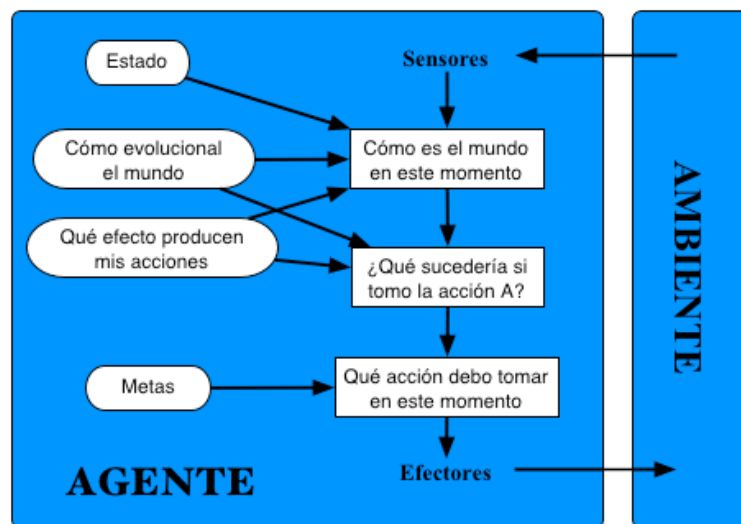 Estado
Sensores
Cómo evolucional
el mundo
Cómo es el mundo
en este momento
Qué efecto producen
mis acciones
¿Qué sucedería si
tomo la acción A?
Metas
Qué acción debo tomar
en este momento
Efectores
AGENTE
AMBIENTE